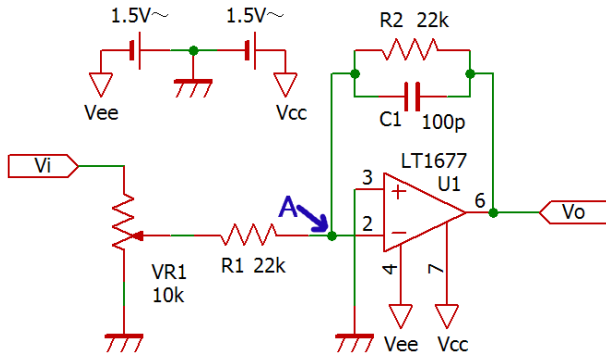 1.5V～
1.5V～
Vee
Vcc
R2 22k
C1
100p
Vi
VR1
10k
R1 22k
A
LT1677
U1
3
+
2
−
6
4
7
Vo
Vee
Vcc